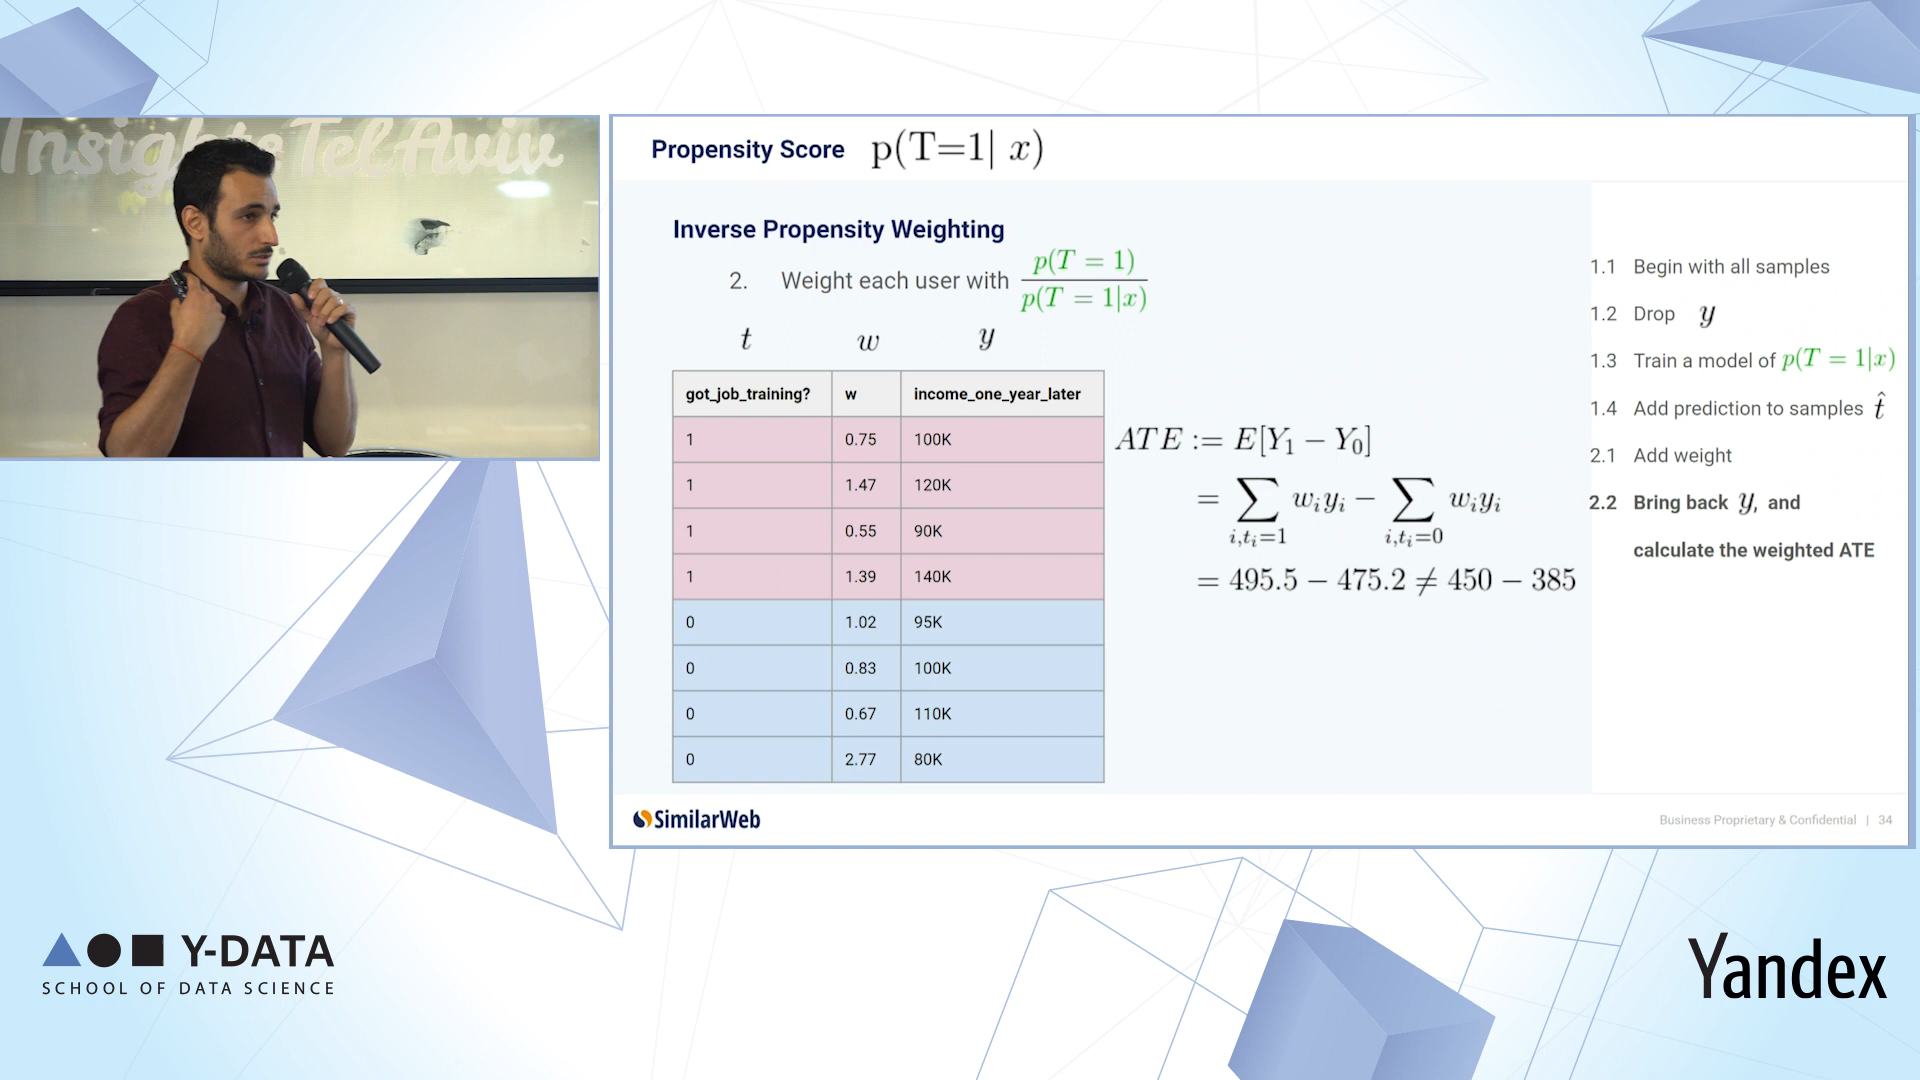 Insights Tel Aviv
Propensity Score p(T=1| x)
Inverse Propensity Weighting
2. Weight each user with p(T = 1) / p(T = 1|x)
t w y
got_job_training? w income_one_year_later
1 0.75 100K
1 1.47 120K
1 0.55 90K
1 1.39 140K
0 1.02 95K
0 0.83 100K
0 0.67 110K
0 2.77 80K
ATE := E[Y₁ − Y₀]
= ∑ wᵢyᵢ − ∑ wᵢyᵢ
i,tᵢ=1 i,tᵢ=0
= 495.5 − 475.2 ≠ 450 − 385
1.1 Begin with all samples
1.2 Drop y
1.3 Train a model of p(T = 1|x)
1.4 Add prediction to samples t̂
2.1 Add weight
2.2 Bring back y, and
calculate the weighted ATE
SimilarWeb
Business Proprietary & Confidential | 34
Y-DATA
SCHOOL OF DATA SCIENCE
Yandex